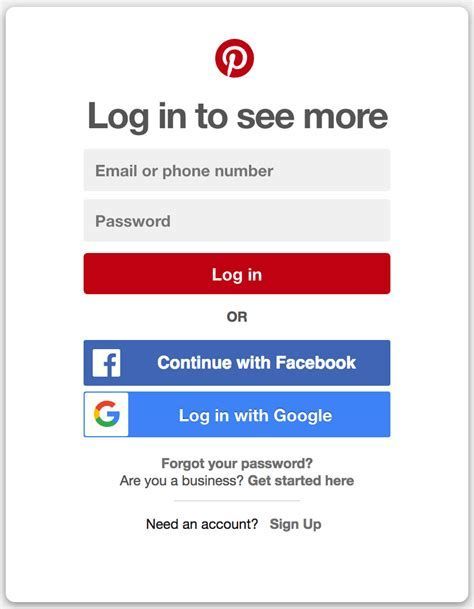 Log in to see more
Email or phone number
Password
Log in
OR
Continue with Facebook
Log in with Google
Forgot your password?
Are you a business? Get started here
Need an account? Sign Up